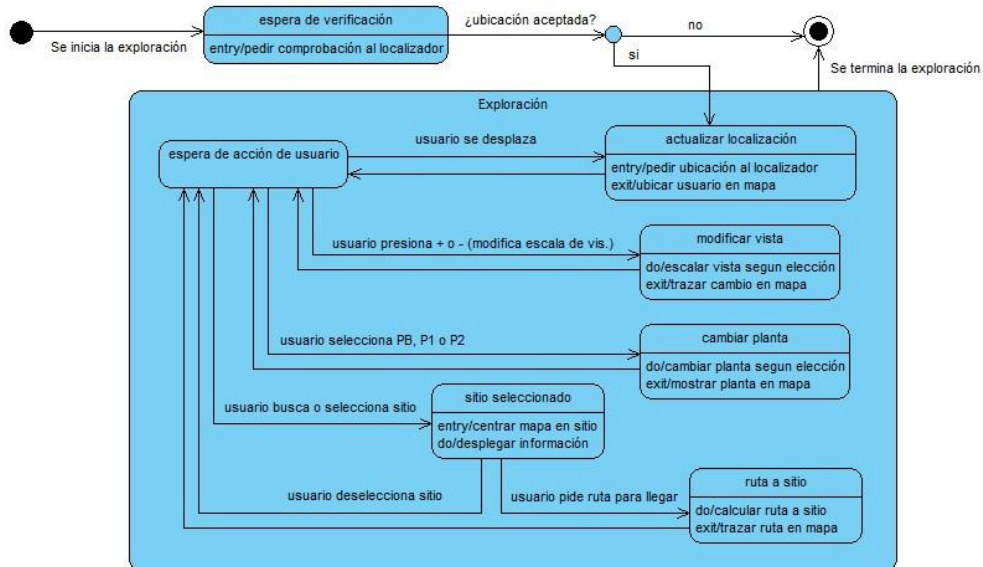 espera de verificación
¿ubicación aceptada?
no
Se inicia la exploración
entry/pedir comprobación al localizador
si
Se termina la exploración
Exploración
usuario se desplaza
actualizar localización
espera de acción de usuario
entry/pedir ubicación al localizador
exit/ubicar usuario en mapa
usuario presiona + o - (modifica escala de vis.)
modificar vista
do/escalar vista segun elección
exit/trazar cambio en mapa
usuario selecciona PB, P1 o P2
cambiar planta
do/cambiar planta segun elección
exit/mostrar planta en mapa
usuario busca o selecciona sitio
sitio seleccionado
entry/centrar mapa en sitio
do/desplegar información
usuario deselecciona sitio
usuario pide ruta para llegar
ruta a sitio
do/calcular ruta a sitio
exit/trazar ruta en mapa